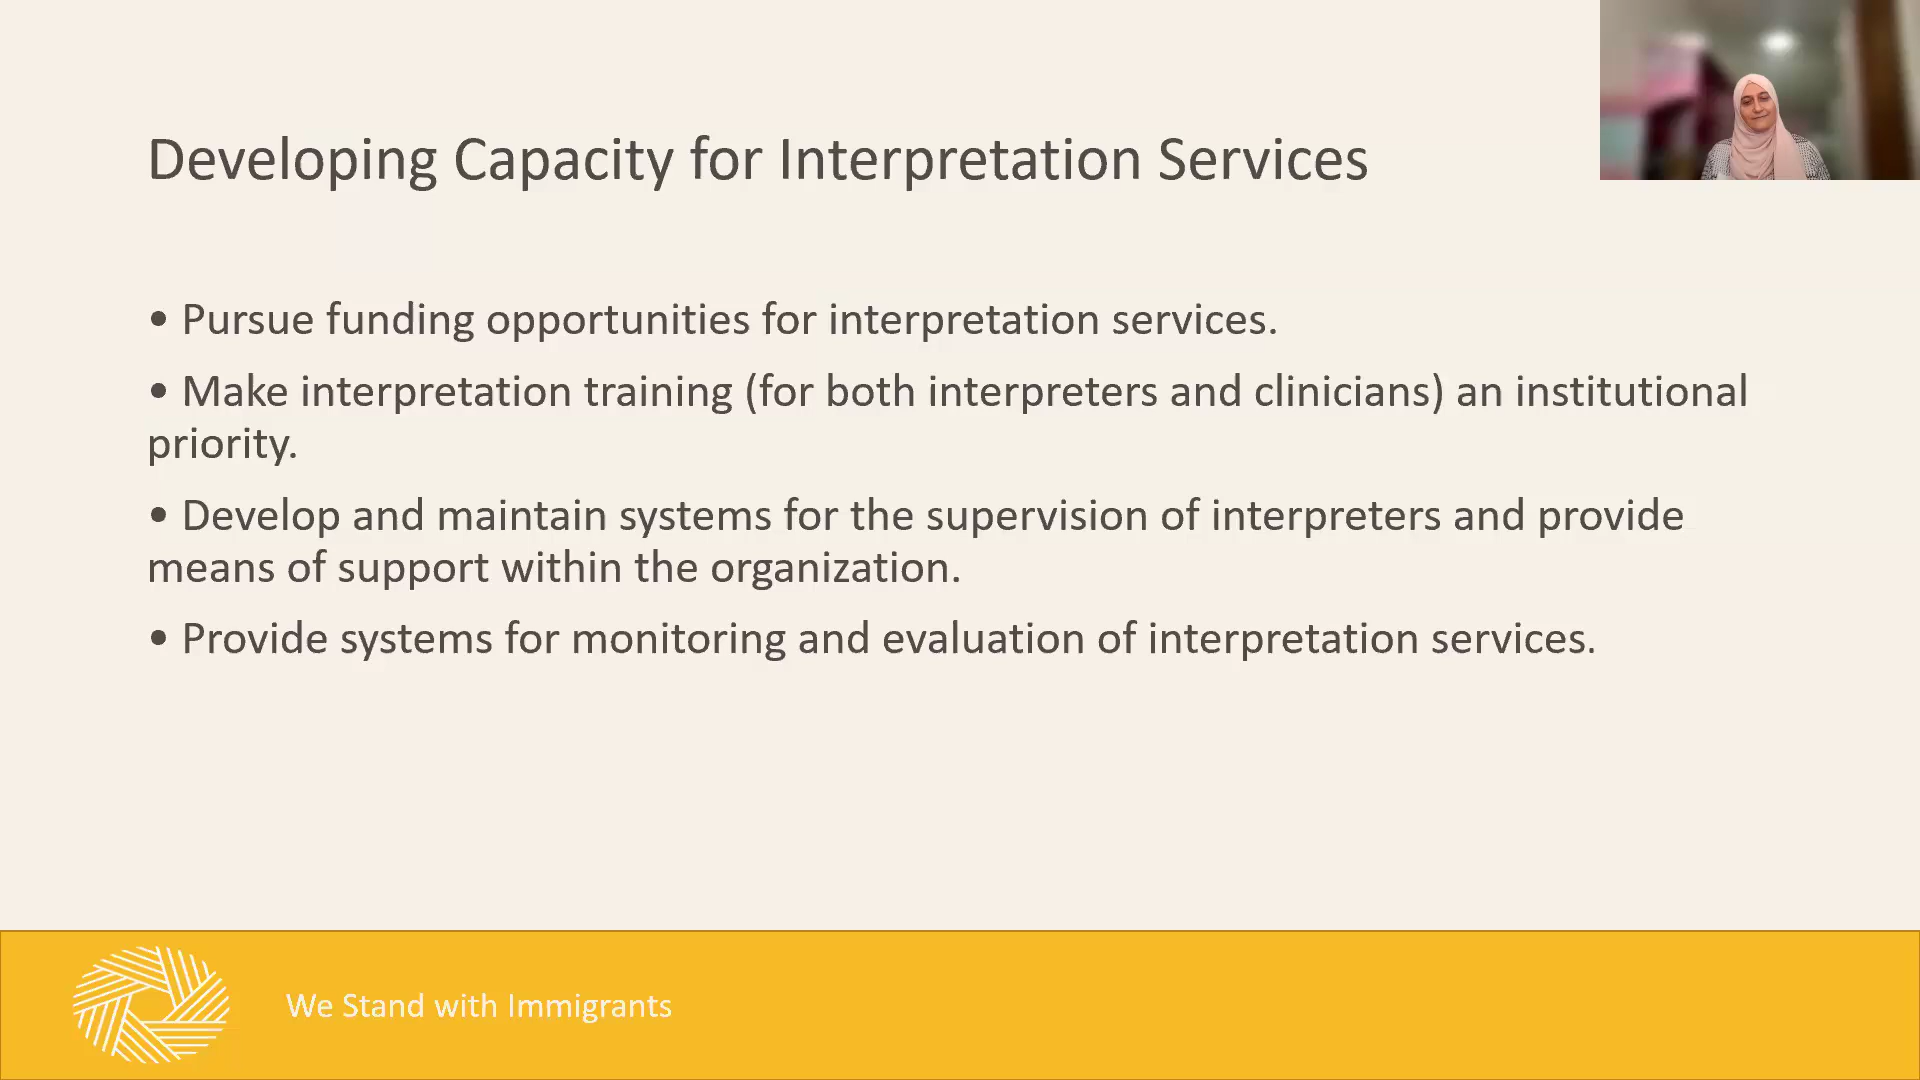 Developing Capacity for Interpretation Services
• Pursue funding opportunities for interpretation services.
• Make interpretation training (for both interpreters and clinicians) an institutional
priority.
• Develop and maintain systems for the supervision of interpreters and provide
means of support within the organization.
• Provide systems for monitoring and evaluation of interpretation services.
We Stand with Immigrants